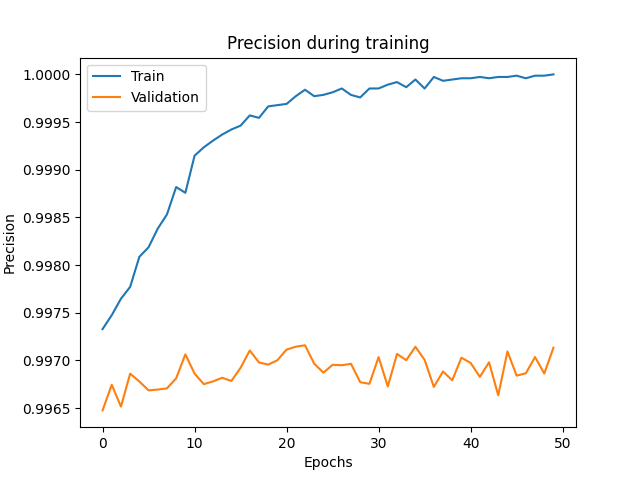 Precision during training
Train
Validation
1.0000
0.9995
0.9990
0.9985
0.9980
0.9975
0.9970
0.9965
Precision
0 10 20 30 40 50
Epochs